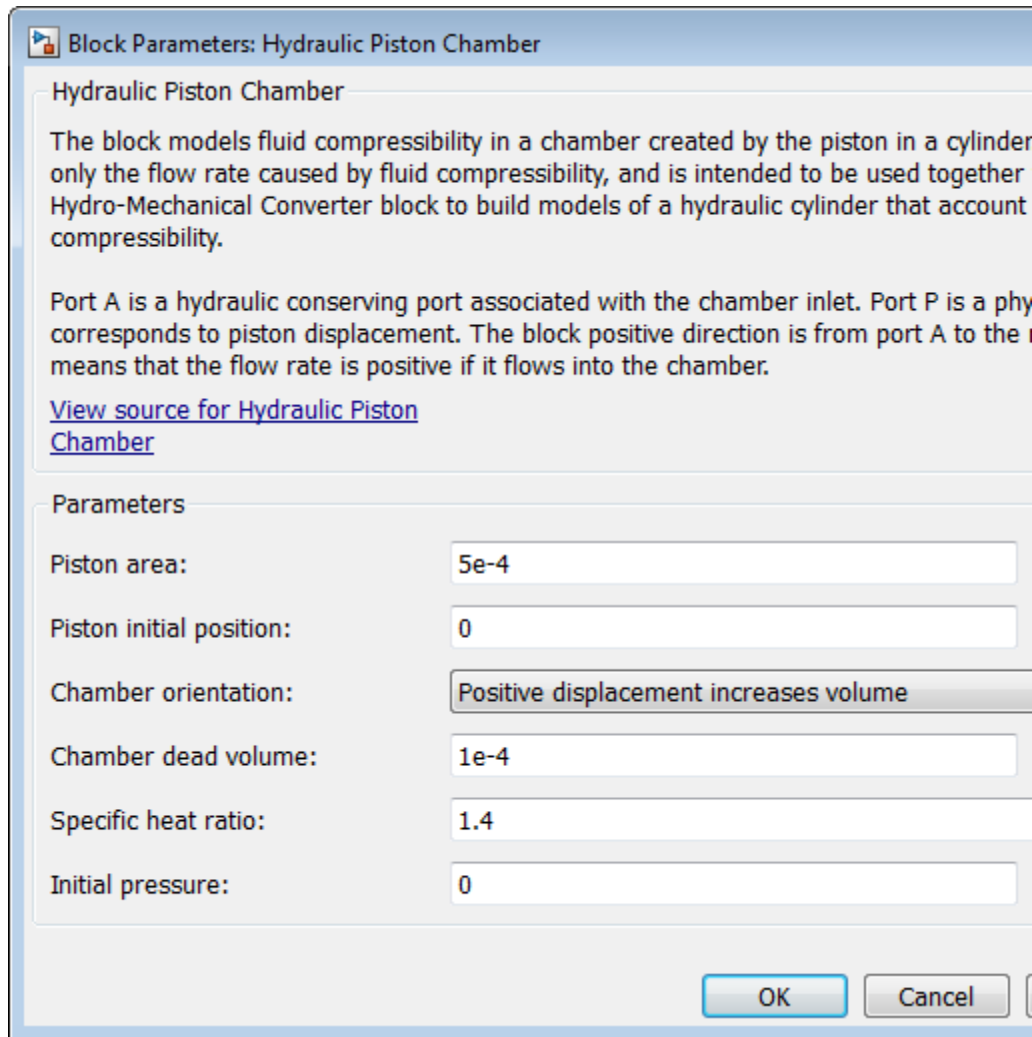 Block Parameters: Hydraulic Piston Chamber
Hydraulic Piston Chamber
The block models fluid compressibility in a chamber created by the piston in a cylinder
only the flow rate caused by fluid compressibility, and is intended to be used together
Hydro-Mechanical Converter block to build models of a hydraulic cylinder that account
compressibility.
Port A is a hydraulic conserving port associated with the chamber inlet. Port P is a phy
corresponds to piston displacement. The block positive direction is from port A to the
means that the flow rate is positive if it flows into the chamber.
View source for Hydraulic Piston
Chamber
Parameters
Piston area: 5e-4
Piston initial position: 0
Chamber orientation: Positive displacement increases volume
Chamber dead volume: 1e-4
Specific heat ratio: 1.4
Initial pressure: 0
OK Cancel